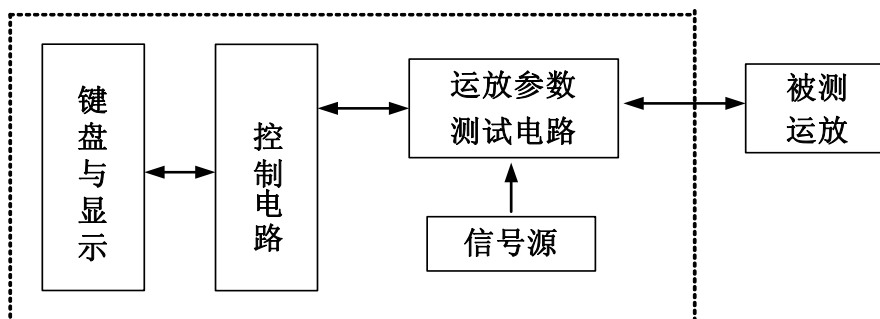 键盘与显示
控制电路
运放参数
测试电路
信号源
被测
运放